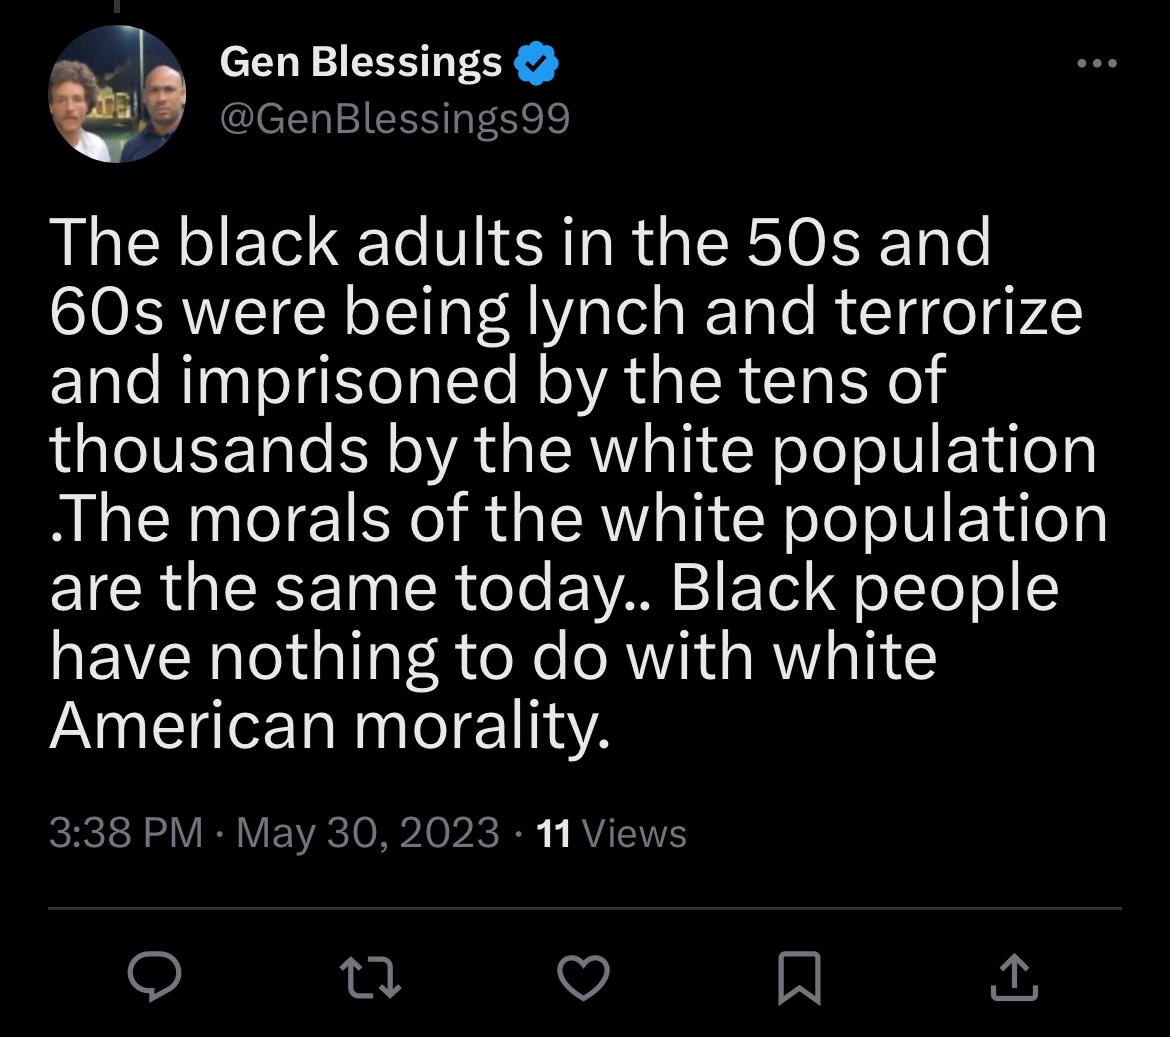 Gen Blessings
@GenBlessings99
The black adults in the 50s and
60s were being lynch and terrorize
and imprisoned by the tens of
thousands by the white population
.The morals of the white population
are the same today.. Black people
have nothing to do with white
American morality.
3:38 PM · May 30, 2023 · 11 Views